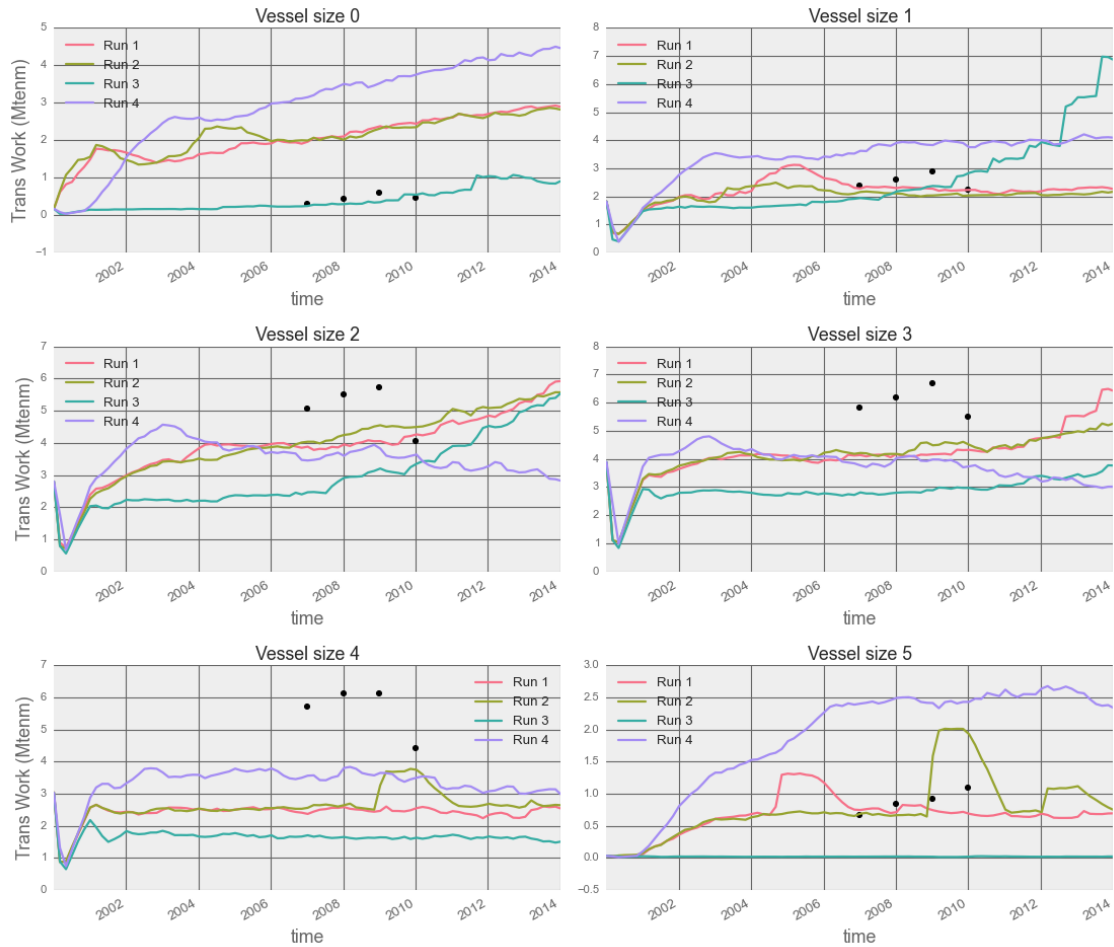 Vessel size 0
Trans Work (Mtenm)
5
4
3
2
1
0
−1
Run 1
Run 2
Run 3
Run 4
2002
2004
2006
2008
2010
2012
2014
time
Vessel size 1
8
7
6
5
4
3
2
1
0
Run 1
Run 2
Run 3
Run 4
2002
2004
2006
2008
2010
2012
2014
time
Vessel size 2
Trans Work (Mtenm)
7
6
5
4
3
2
1
0
Run 1
Run 2
Run 3
Run 4
2002
2004
2006
2008
2010
2012
2014
time
Vessel size 3
8
7
6
5
4
3
2
1
0
Run 1
Run 2
Run 3
Run 4
2002
2004
2006
2008
2010
2012
2014
time
Vessel size 4
Trans Work (Mtenm)
7
6
5
4
3
2
1
0
Run 1
Run 2
Run 3
Run 4
2002
2004
2006
2008
2010
2012
2014
time
Vessel size 5
3.0
2.5
2.0
1.5
1.0
0.5
0.0
−0.5
Run 1
Run 2
Run 3
Run 4
2002
2004
2006
2008
2010
2012
2014
time